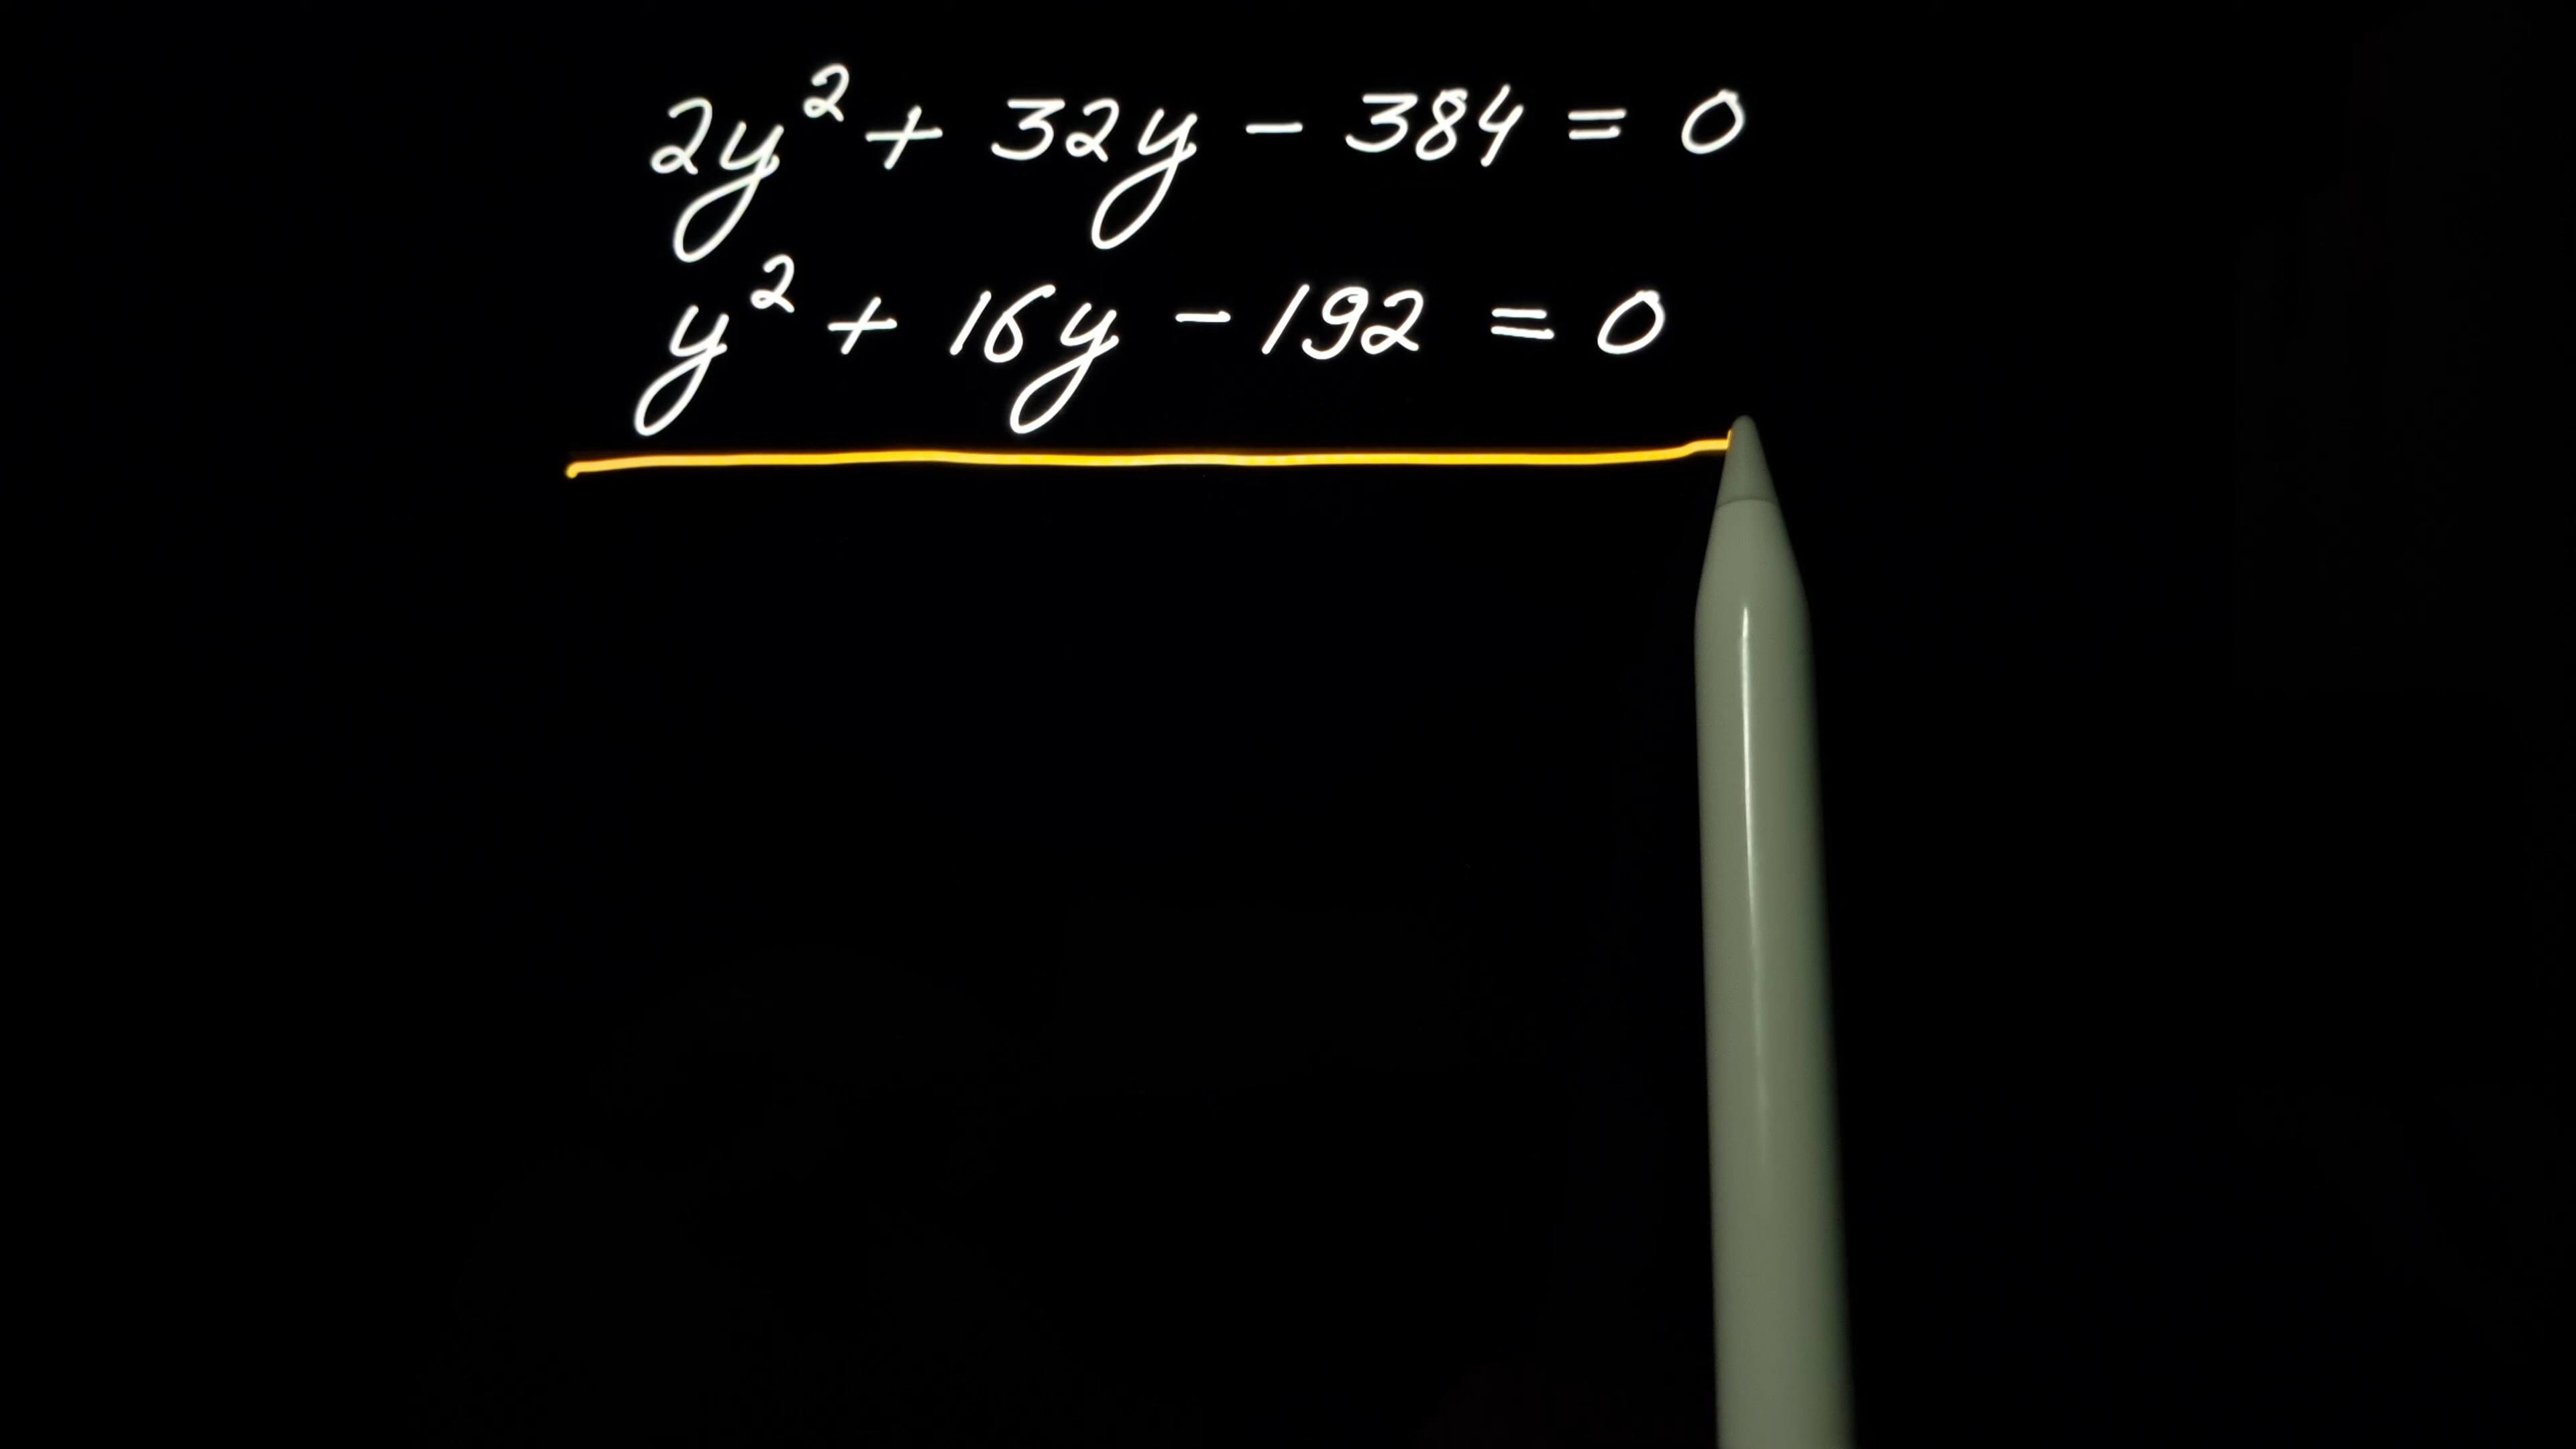 2y² + 32y - 384 = 0
y² + 16y - 192 = 0